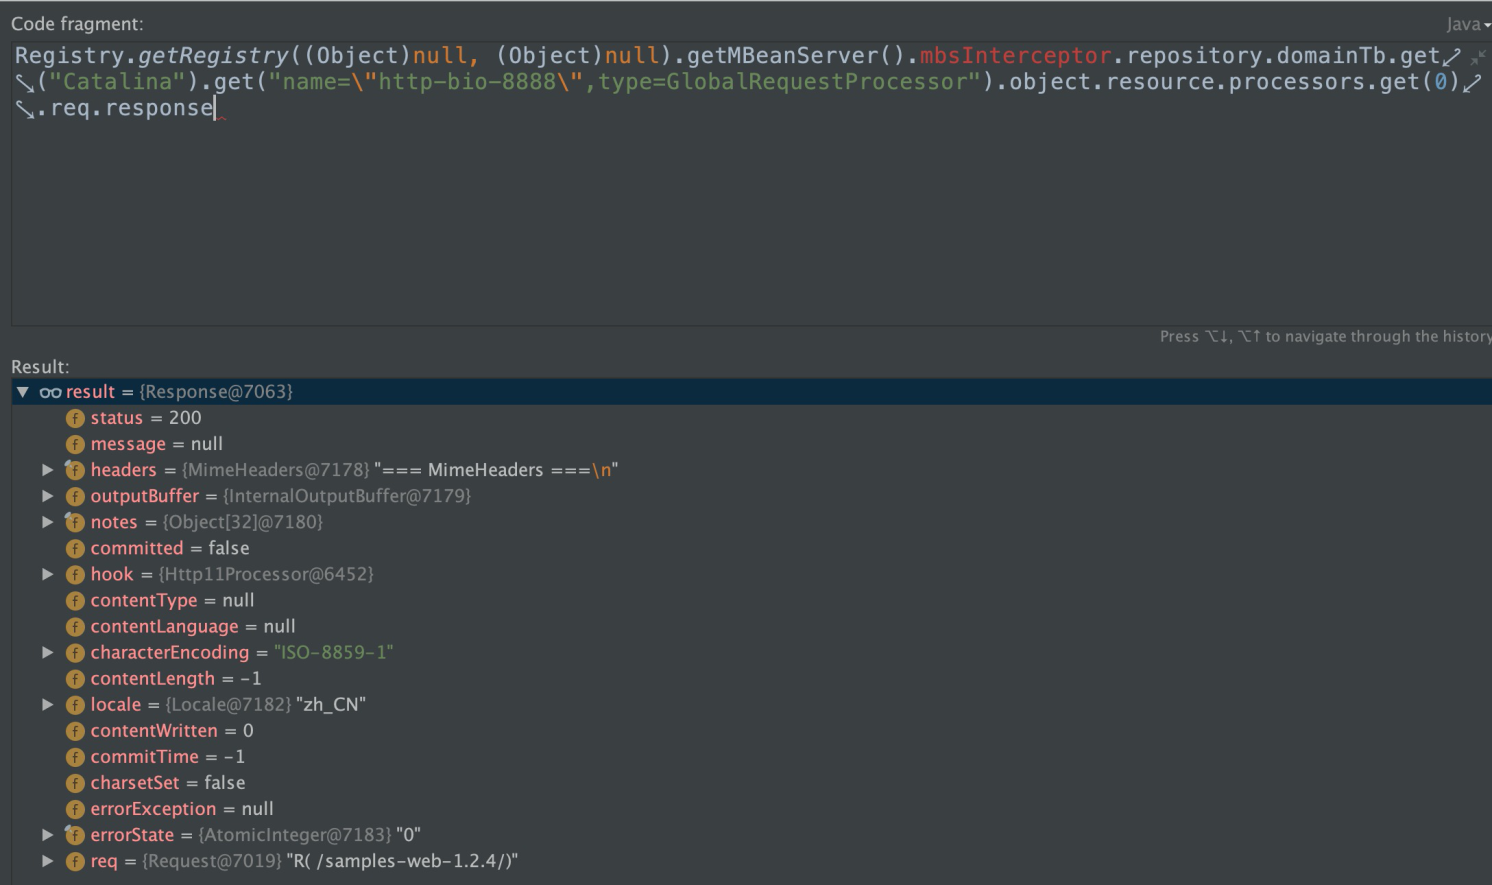 Code fragment:
Java
Registry.getRegistry((Object)null, (Object)null).getMBeanServer().mbsInterceptor.repository.domainTb.get
("Catalina").get("name=\"http-bio-8888\",type=GlobalRequestProcessor").object.resource.processors.get(0)
.req.response
Press ⌥↓, ⌥↑ to navigate through the history
Result:
result = {Response@7063}
status = 200
message = null
headers = {MimeHeaders@7178} "=== MimeHeaders ===\n"
outputBuffer = {InternalOutputBuffer@7179}
notes = {Object[32]@7180}
committed = false
hook = {Http11Processor@6452}
contentType = null
contentLanguage = null
characterEncoding = "ISO-8859-1"
contentLength = -1
locale = {Locale@7182} "zh_CN"
contentWritten = 0
commitTime = -1
charsetSet = false
errorException = null
errorState = {AtomicInteger@7183} "0"
req = {Request@7019} "R( /samples-web-1.2.4/)"